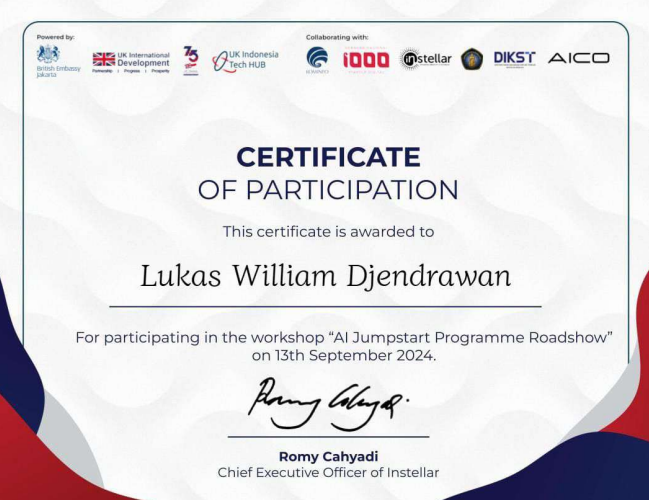 Powered by:
Collaborating with:
British Embassy
Jakarta
UK International
Development
Partnership | Progress | Prosperity
75
UK Indonesia
Tech HUB
KOMINFO
1000
instellar
DIKST
AICO
CERTIFICATE
OF PARTICIPATION
This certificate is awarded to
Lukas William Djendrawan
For participating in the workshop “AI Jumpstart Programme Roadshow”
on 13th September 2024.
Romy Cahyadi
Chief Executive Officer of Instellar